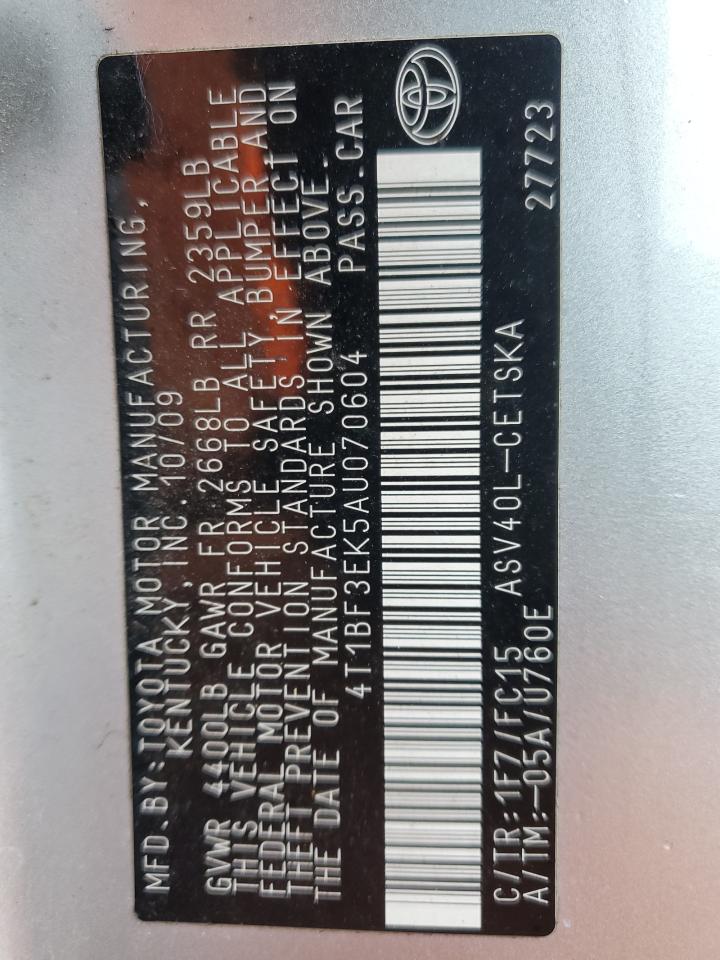 MFD.BY:TOYOTA MOTOR MANUFACTURING,
KENTUCKY, INC. 10/09
GVWR 4400LB GAWR FR 2668LB RR 2359LB
THIS VEHICLE CONFORMS TO ALL APPLICABLE
FEDERAL MOTOR VEHICLE SAFETY, BUMPER AND
THEFT PREVENTION STANDARDS IN EFFECT ON
THE DATE OF MANUFACTURE SHOWN ABOVE.
4T1BF3EK5AU070604 PASS.CAR
C/TR:1F7/FC15 ASV40L-CETSKA 27723
A/TM:-05A/U760E